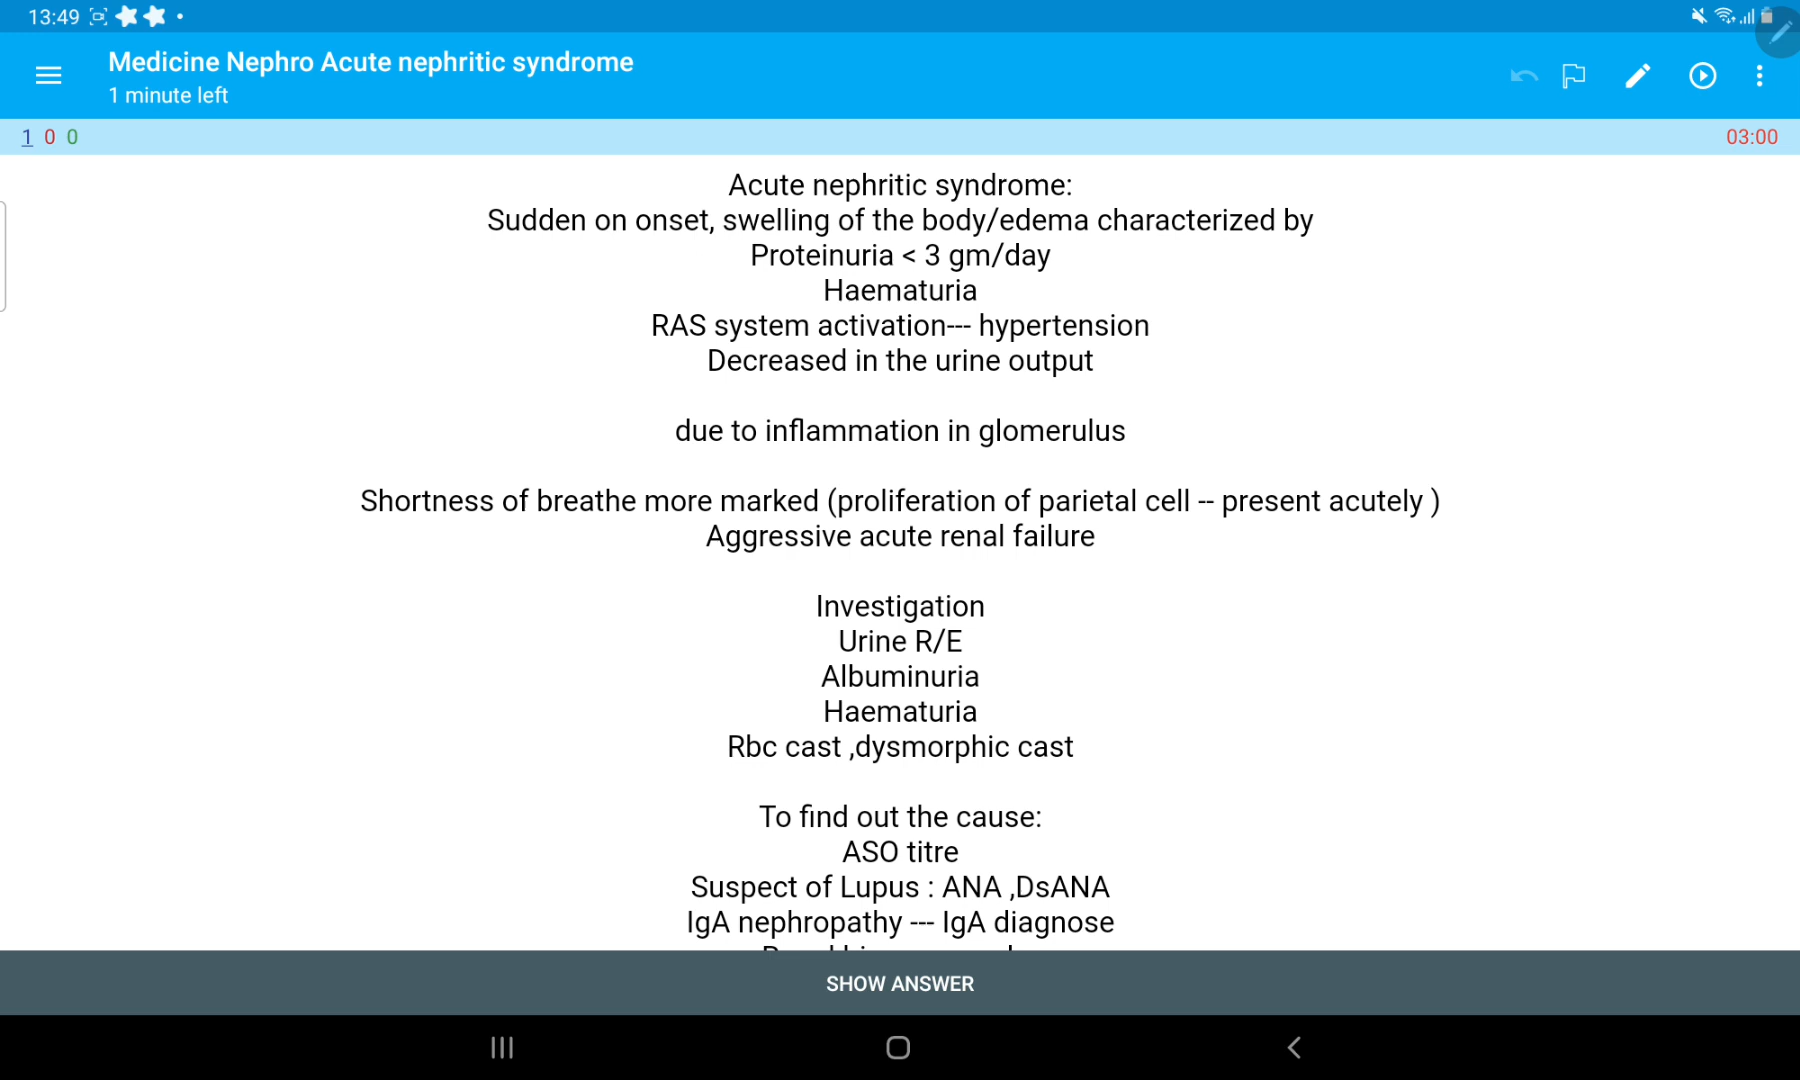 13:49
Medicine Nephro Acute nephritic syndrome
1 minute left
1 0 0
03:00
Acute nephritic syndrome:
Sudden on onset, swelling of the body/edema characterized by
Proteinuria < 3 gm/day
Haematuria
RAS system activation--- hypertension
Decreased in the urine output
due to inflammation in glomerulus
Shortness of breathe more marked (proliferation of parietal cell -- present acutely )
Aggressive acute renal failure
Investigation
Urine R/E
Albuminuria
Haematuria
Rbc cast ,dysmorphic cast
To find out the cause:
ASO titre
Suspect of Lupus : ANA ,DsANA
IgA nephropathy --- IgA diagnose
SHOW ANSWER